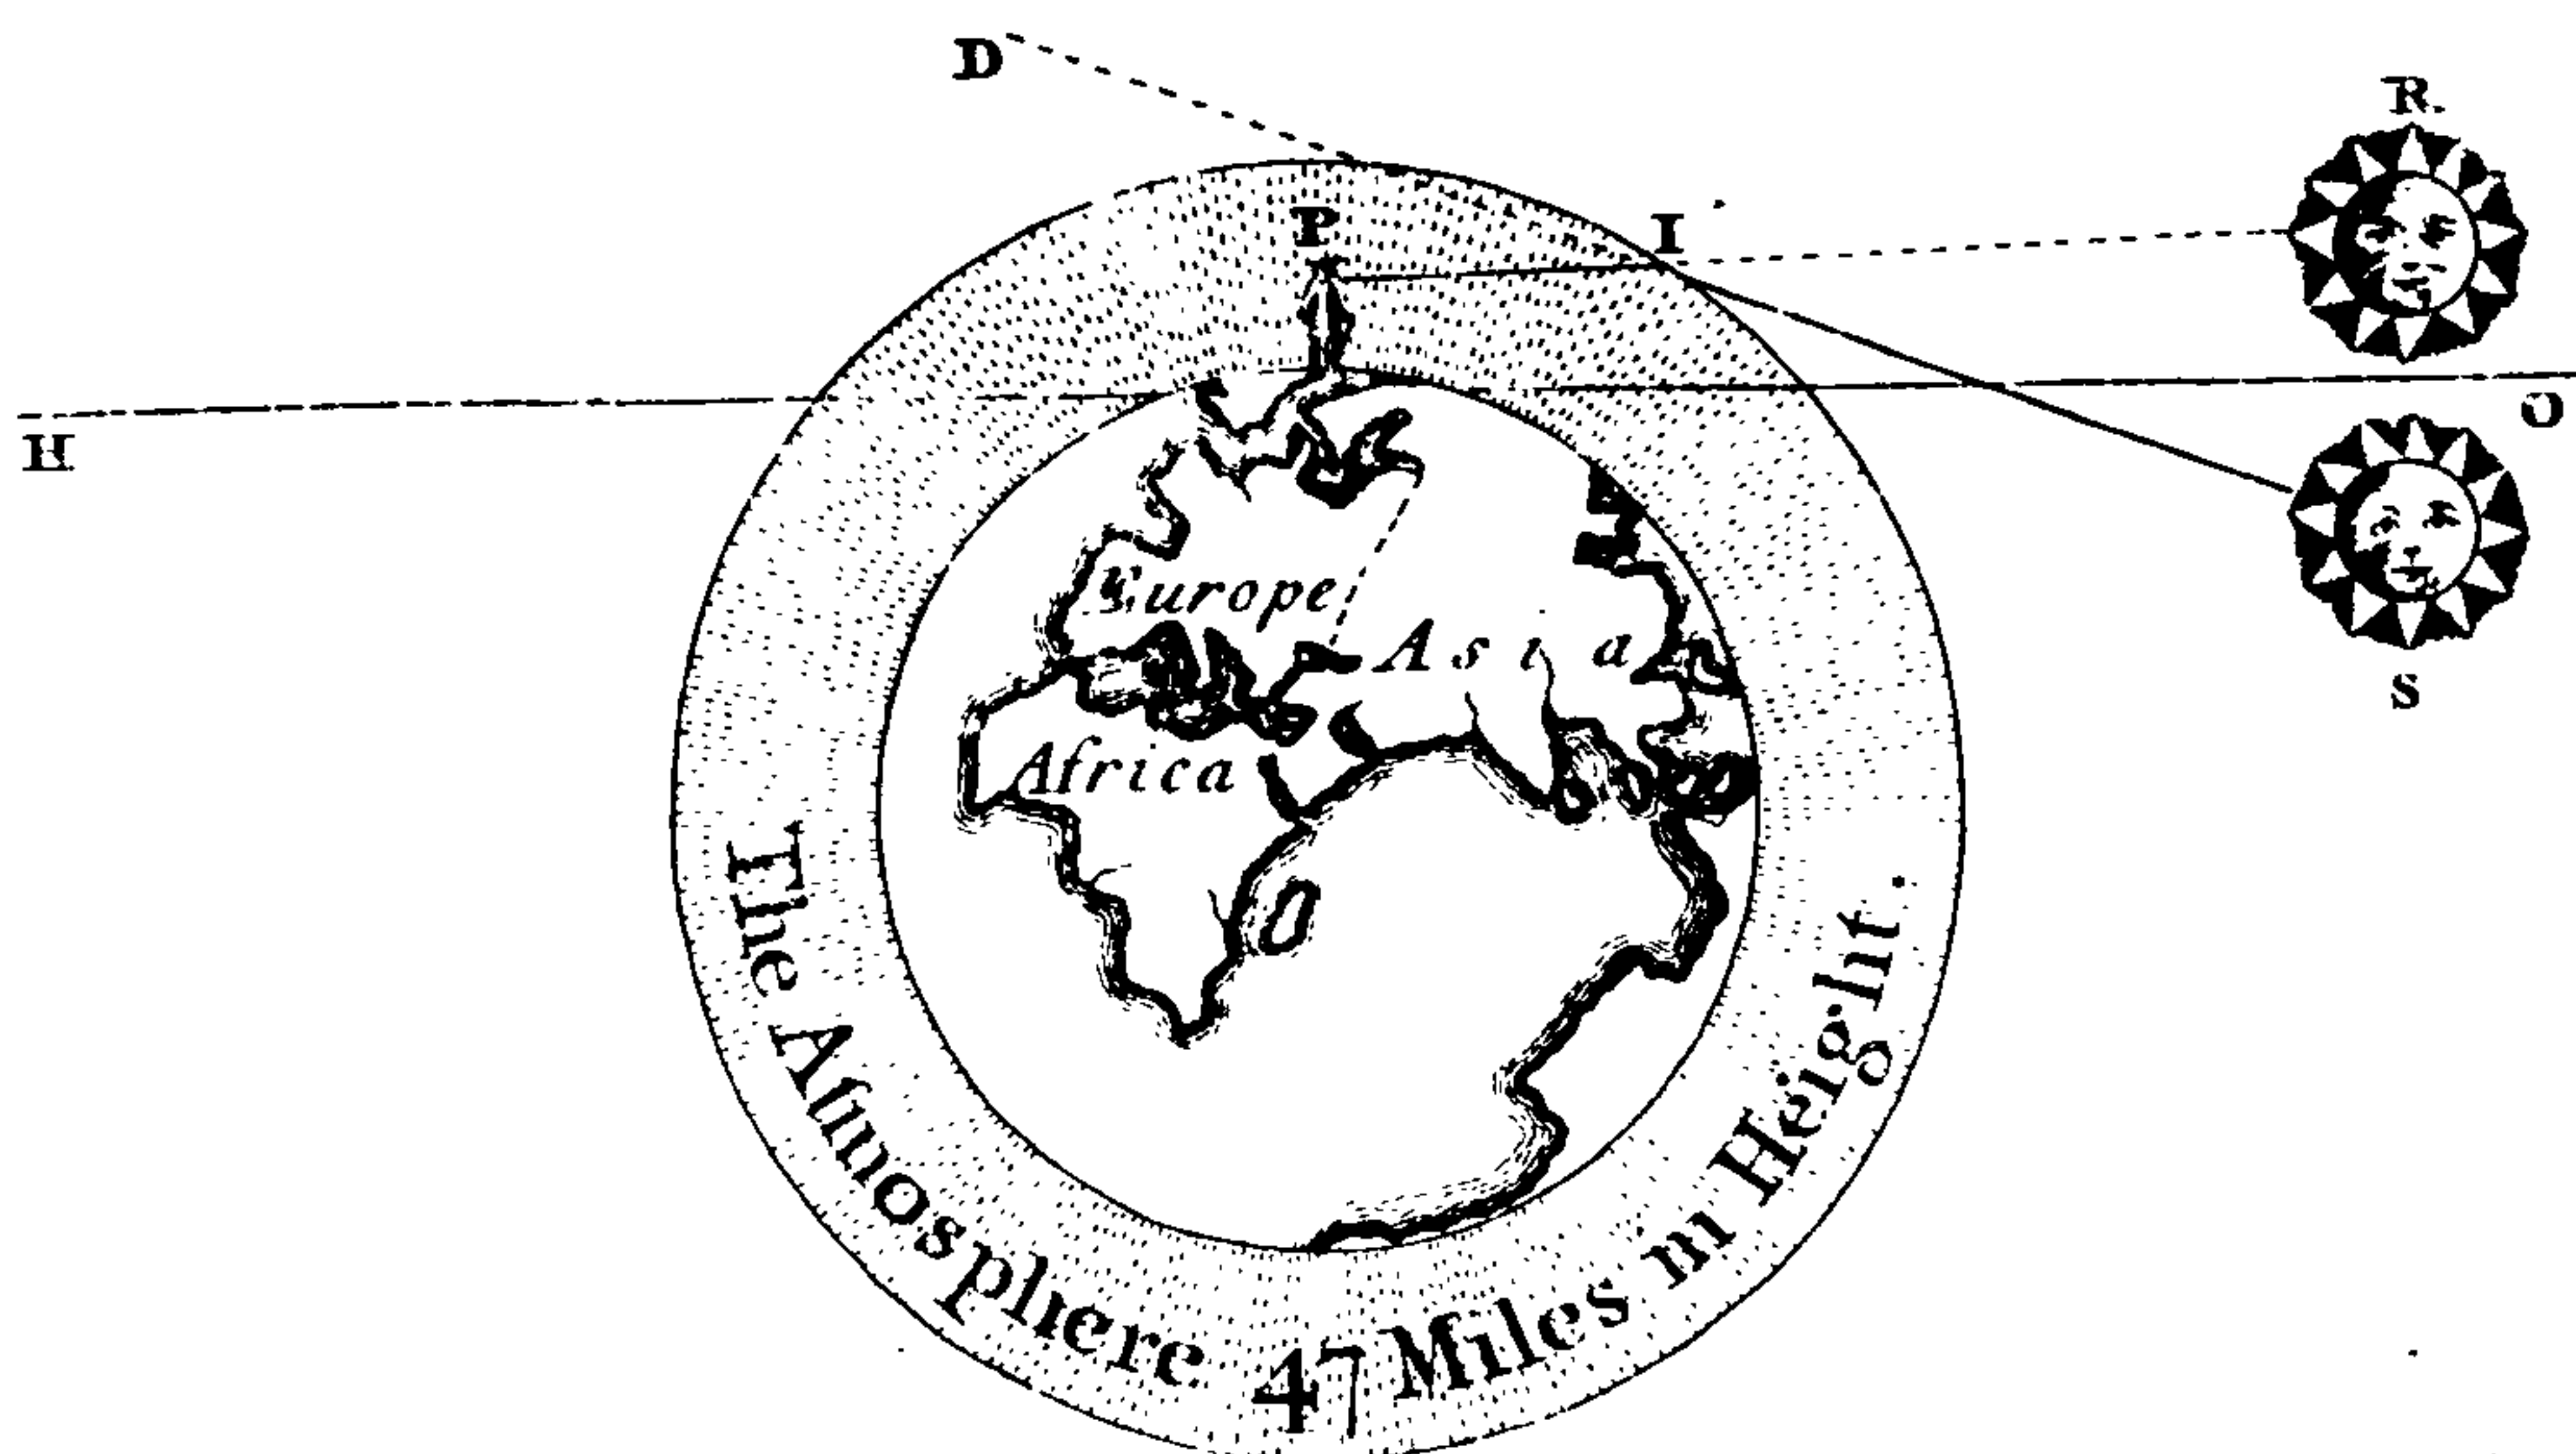 D
R.
P
I
H
O
Europe
Asia
S
Africa
The Atmosphere 47 Miles in Height.